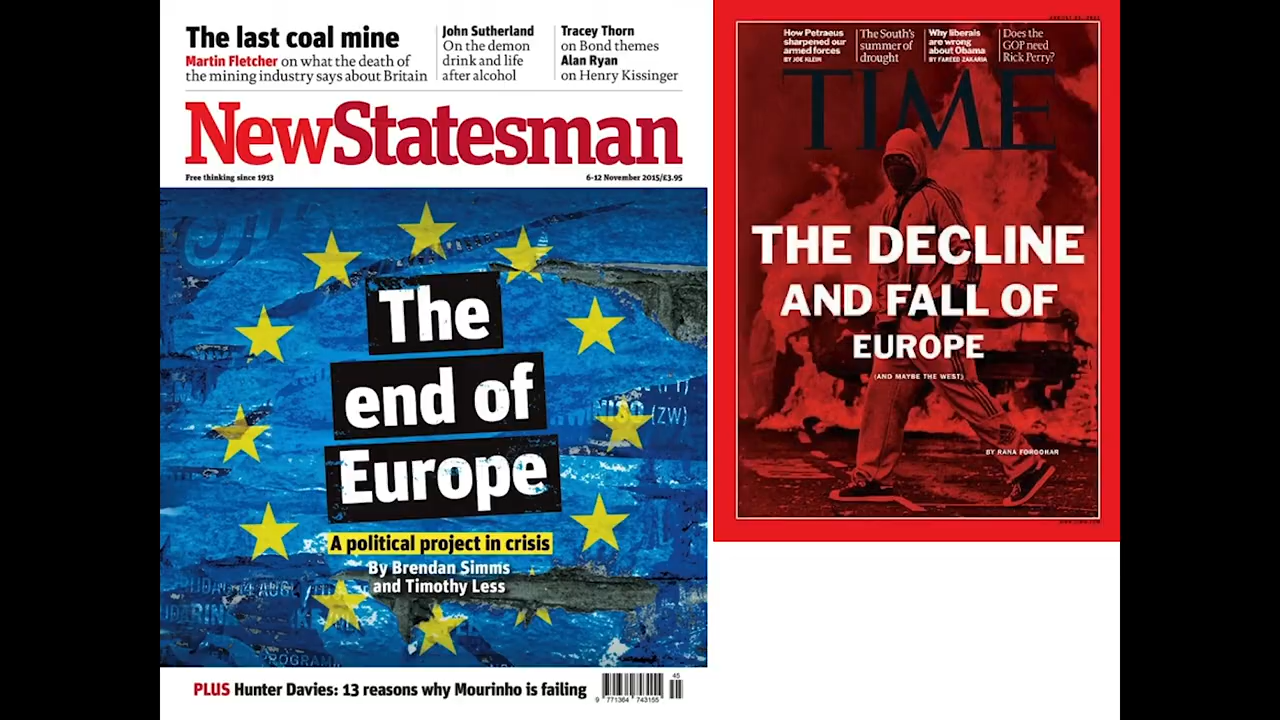 The last coal mine
Martin Fletcher on what the death of
the mining industry says about Britain
John Sutherland
On the demon
drink and life
after alcohol
Tracey Thorn
on Bond themes
Alan Ryan
on Henry Kissinger
NewStatesman
Free thinking since 1913
6-12 November 2015/£3.95
The
end of
Europe
A political project in crisis
By Brendan Simms
and Timothy Less
PLUS Hunter Davies: 13 reasons why Mourinho is failing
45
9 771364 743155
How Petraeus
sharpened our
armed forces
BY JOE KLEIN
The South's
summer of
drought
Why liberals
are wrong
about Obama
BY FAREED ZAKARIA
Does the
GOP need
Rick Perry?
TIME
THE DECLINE
AND FALL OF
EUROPE
(AND MAYBE THE WEST)
BY RANA FOROOHAR